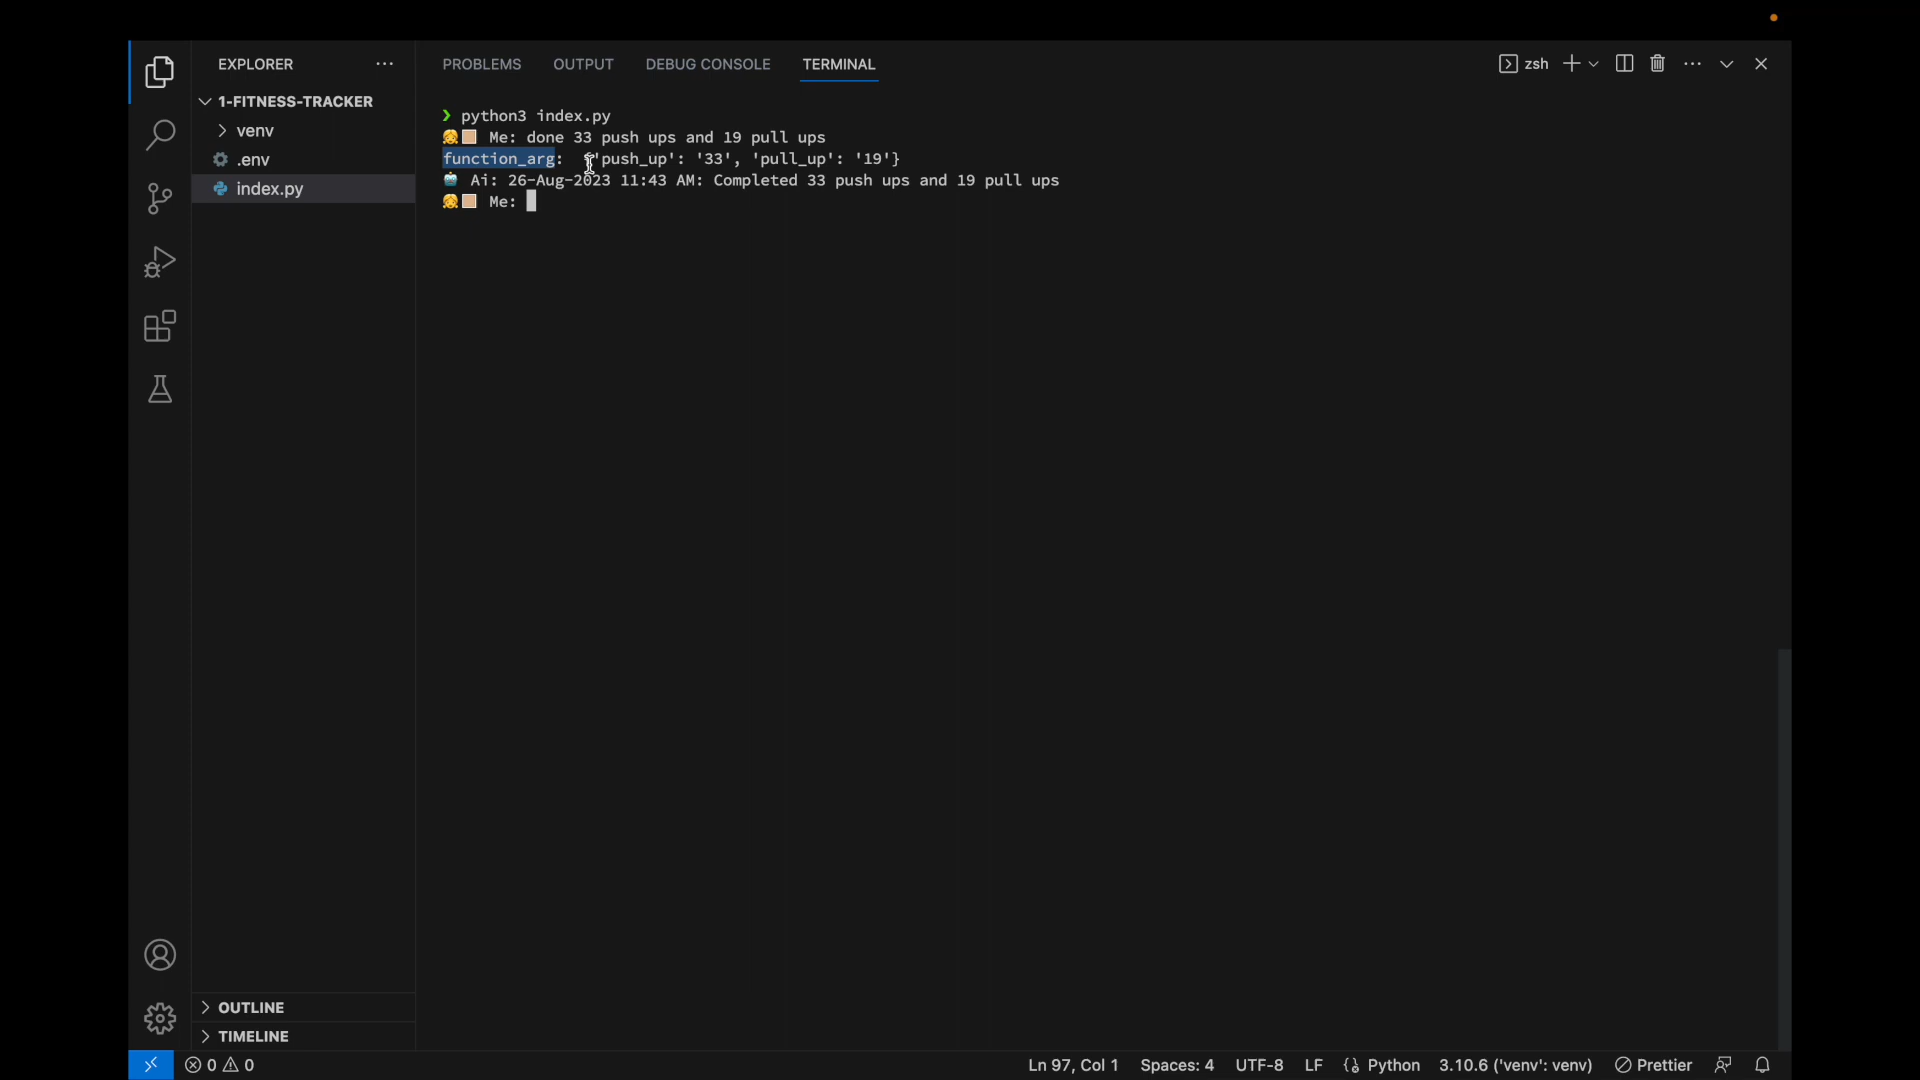 EXPLORER
1-FITNESS-TRACKER
venv
.env
index.py
OUTLINE
TIMELINE
PROBLEMS OUTPUT DEBUG CONSOLE TERMINAL
zsh
❯ python3 index.py
Me: done 33 push ups and 19 pull ups
function_arg: {'push_up': '33', 'pull_up': '19'}
Ai: 26-Aug-2023 11:43 AM: Completed 33 push ups and 19 pull ups
Me:
0 0 Ln 97, Col 1 Spaces: 4 UTF-8 LF {} Python 3.10.6 ('venv': venv) Prettier